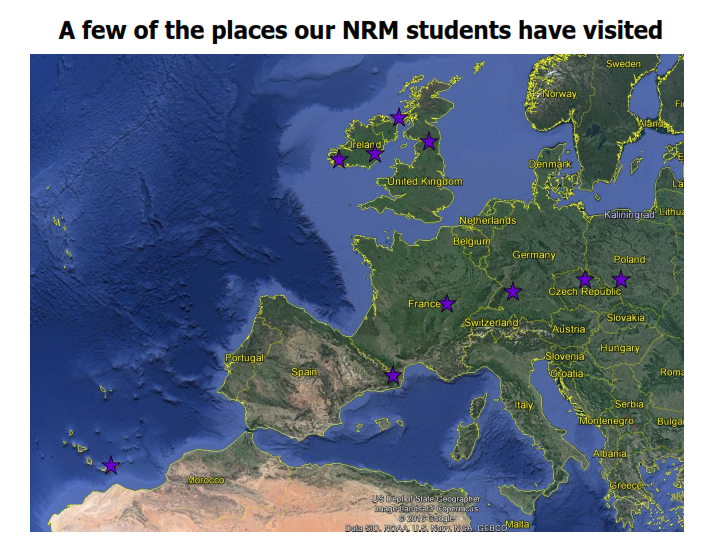 A few of the places our NRM students have visited
Sweden
Norway
Fi
Aland
Ireland
Denmark
E
La
United Kingdom
Kaliningrad
Lithua
Netherlands
Belgium
Germany
Poland
Czech Republic
France
Slovakia
Switzerland
Austria
Hungary
Portugal
Slovenia
Spain
Croatia
Roma
Italy
Serbia
Montenegro
Bulga
Albania
Morocco
Greece
US Dept of State Geographer
Image Landsat / Copernicus
© 2016 Google
Data SIO, NOAA, U.S. Navy, NGA, GEBCO
Malta